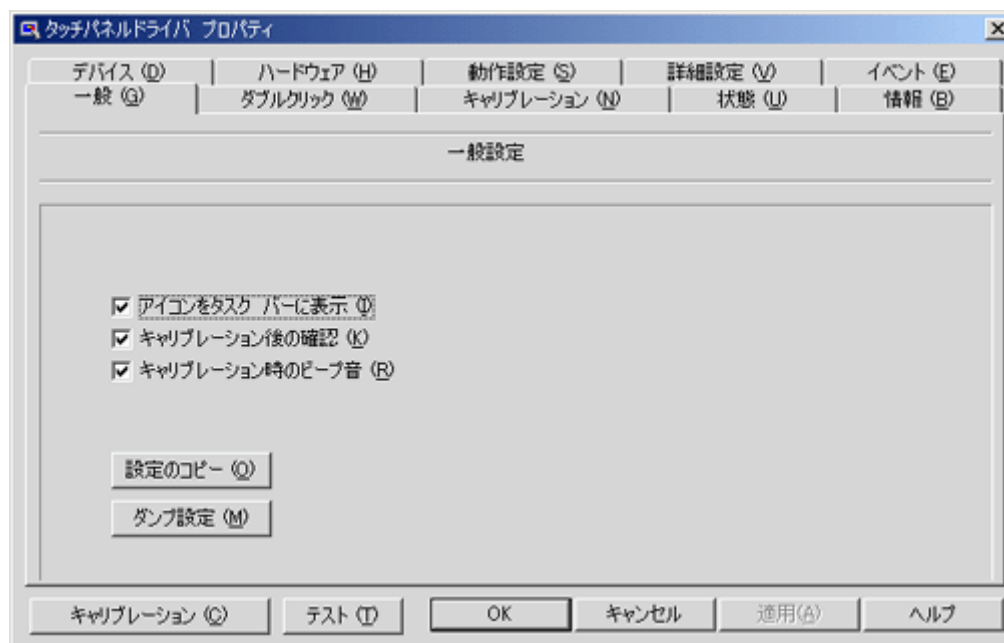 タッチパネルドライバ プロパティ
デバイス (D) ハードウェア (H) 動作設定 (S) 詳細設定 (V) イベント (E)
一般 (G) ダブルクリック (W) キャリブレーション (N) 状態 (U) 情報 (B)
一般設定
アイコンをタスク バーに表示 (I)
キャリブレーション後の確認 (K)
キャリブレーション時のビープ音 (R)
設定のコピー (O)
ダンプ設定 (M)
キャリブレーション (C) テスト (T) OK キャンセル 適用(A) ヘルプ